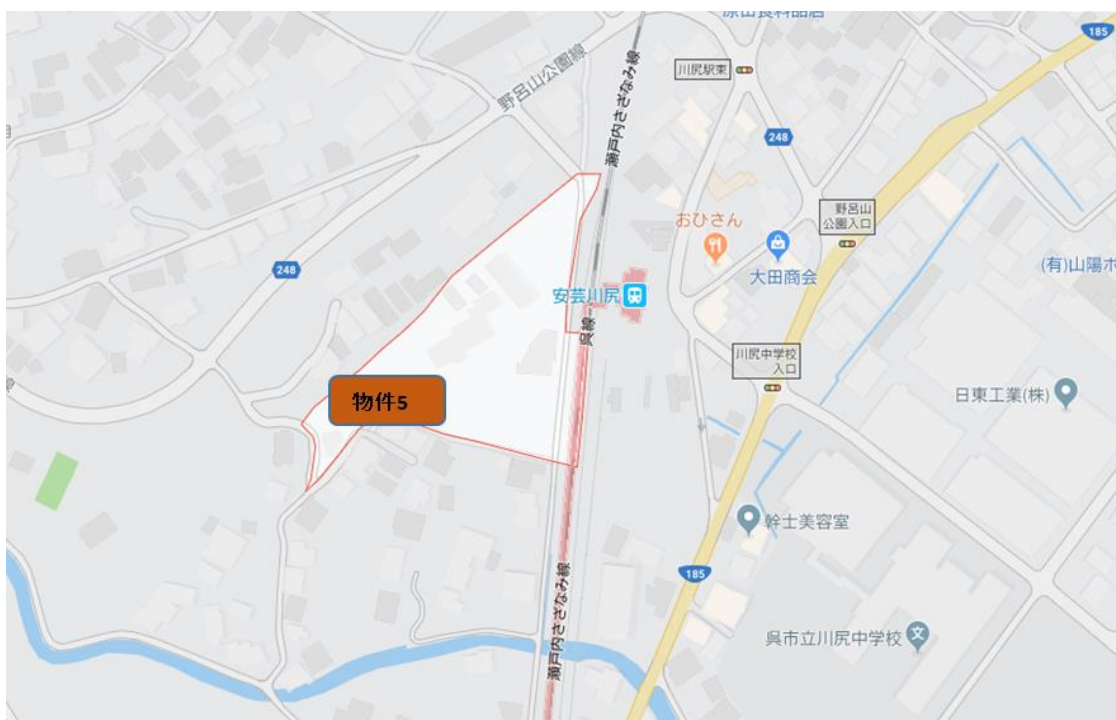 185
川尻駅東
野呂山公園線
瀬戸内さざなみ線
248
野呂山
公園入口
おひさん
大田商会
(有)山陽ホ
248
安芸川尻
呉線
川尻中学校
入口
日東工業(株)
物件5
幹士美容室
185
瀬戸内さざなみ線
呉市立川尻中学校